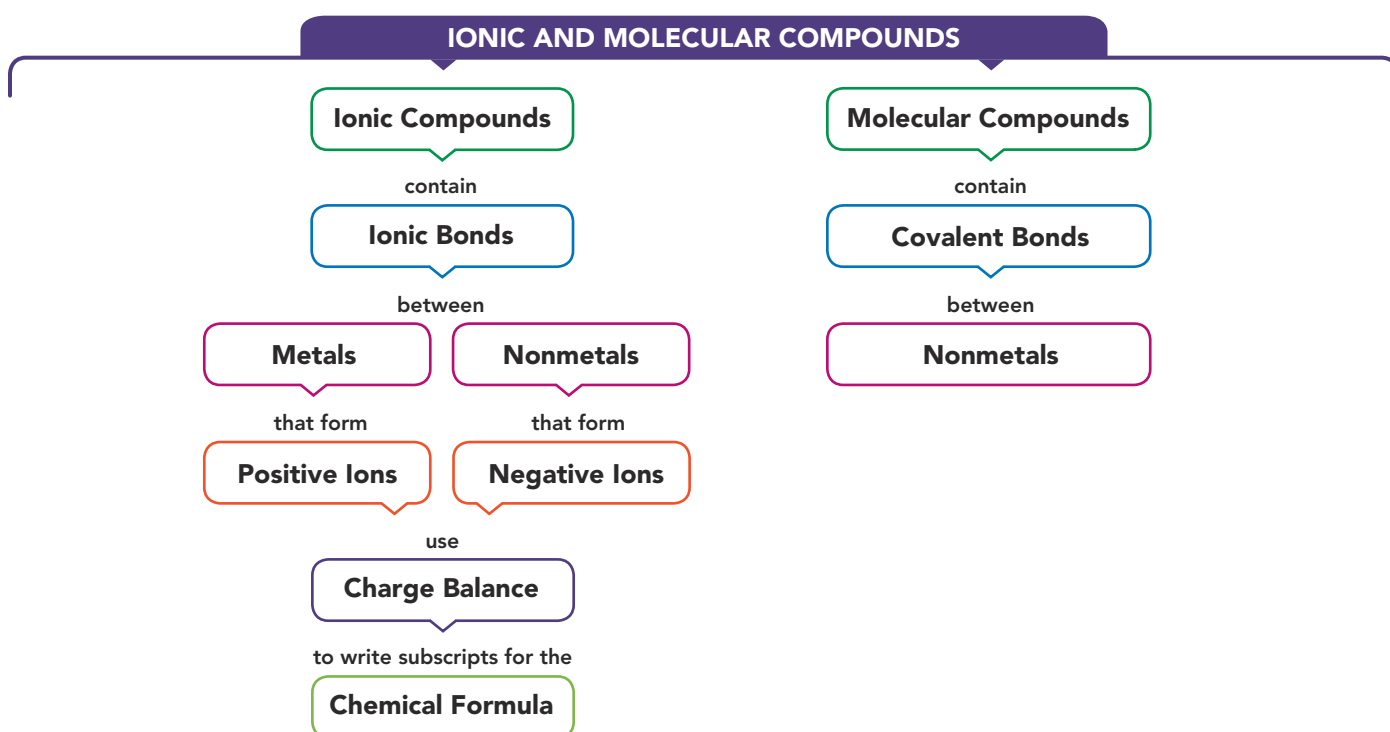 IONIC AND MOLECULAR COMPOUNDS
Ionic Compounds
contain
Ionic Bonds
between
Metals
Nonmetals
that form
that form
Positive Ions
Negative Ions
use
Charge Balance
to write subscripts for the
Chemical Formula
Molecular Compounds
contain
Covalent Bonds
between
Nonmetals